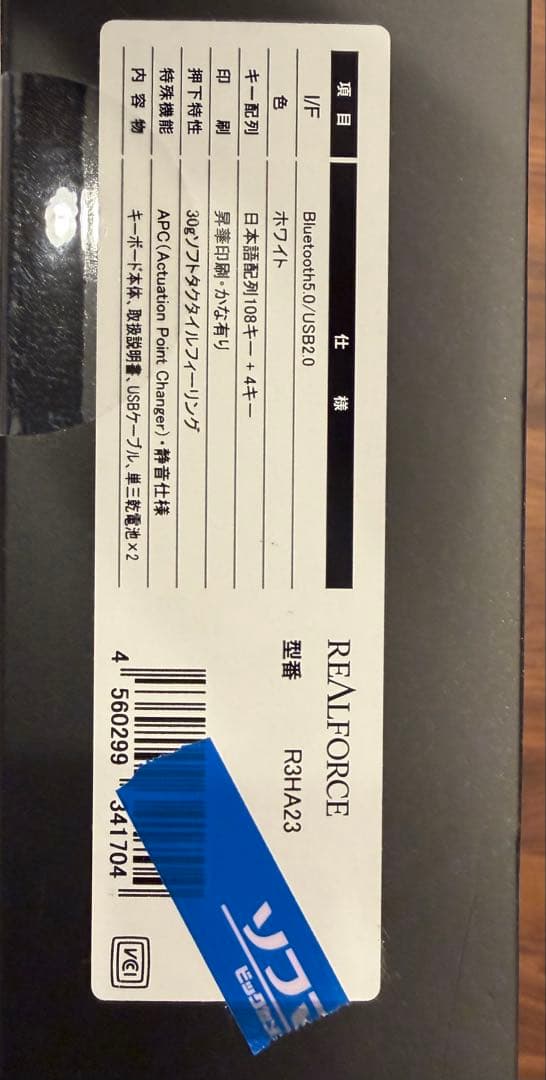 項目 仕様
I/F Bluetooth5.0/USB2.0
色 ホワイト
キー配列 日本語配列108キー + 4キー
印刷 昇華印刷・かな有り
押下特性 30gソフトタクタイルフィーリング
特殊機能 APC(Actuation Point Changer)・静音仕様
内容物 キーボード本体、取扱説明書、USBケーブル、単三乾電池×2
REALFORCE
型番 R3HA23
4 560299 341704
VCI
ソフ
ビック